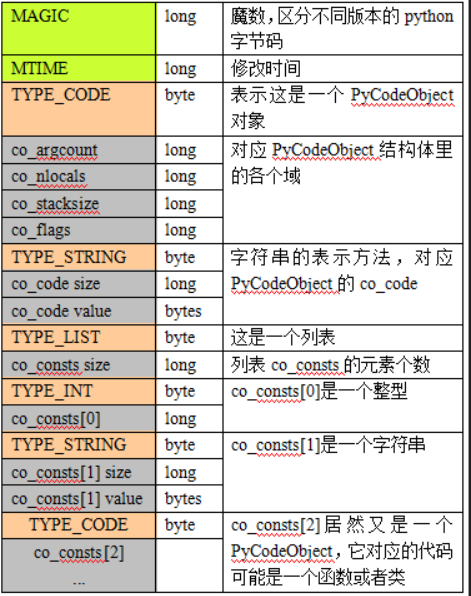 MAGIC long 魔数,区分不同版本的 python
字节码
MTIME long 修改时间
TYPE_CODE byte 表示这是一个 PyCodeObject
对象
co_argcount long 对应 PyCodeObject 结构体里
co_nlocals long 的各个域
co_stacksize long
co_flags long
TYPE_STRING byte 字符串的表示方法，对应
co_code size long PyCodeObject 的 co_code
co_code value bytes
TYPE_LIST byte 这是一个列表
co_consts size long 列表 co_consts 的元素个数
TYPE_INT byte co_consts[0]是一个整型
co_consts[0] long
TYPE_STRING byte co_consts[1]是一个字符串
co_consts[1] size long
co_consts[1] value bytes
TYPE_CODE byte co_consts[2]居然又是一个
co_consts[2] PyCodeObject，它对应的代码
... 可能是一个函数或者类